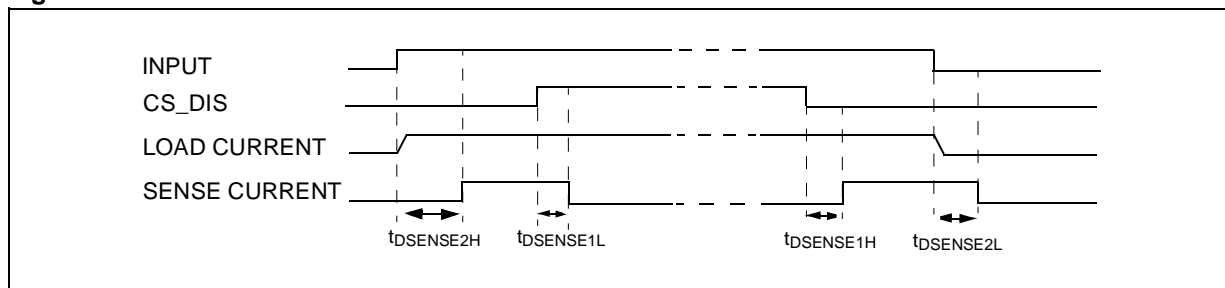 INPUT
CS_DIS
LOAD CURRENT
SENSE CURRENT
tDSENSE2H tDSENSE1L tDSENSE1H tDSENSE2L